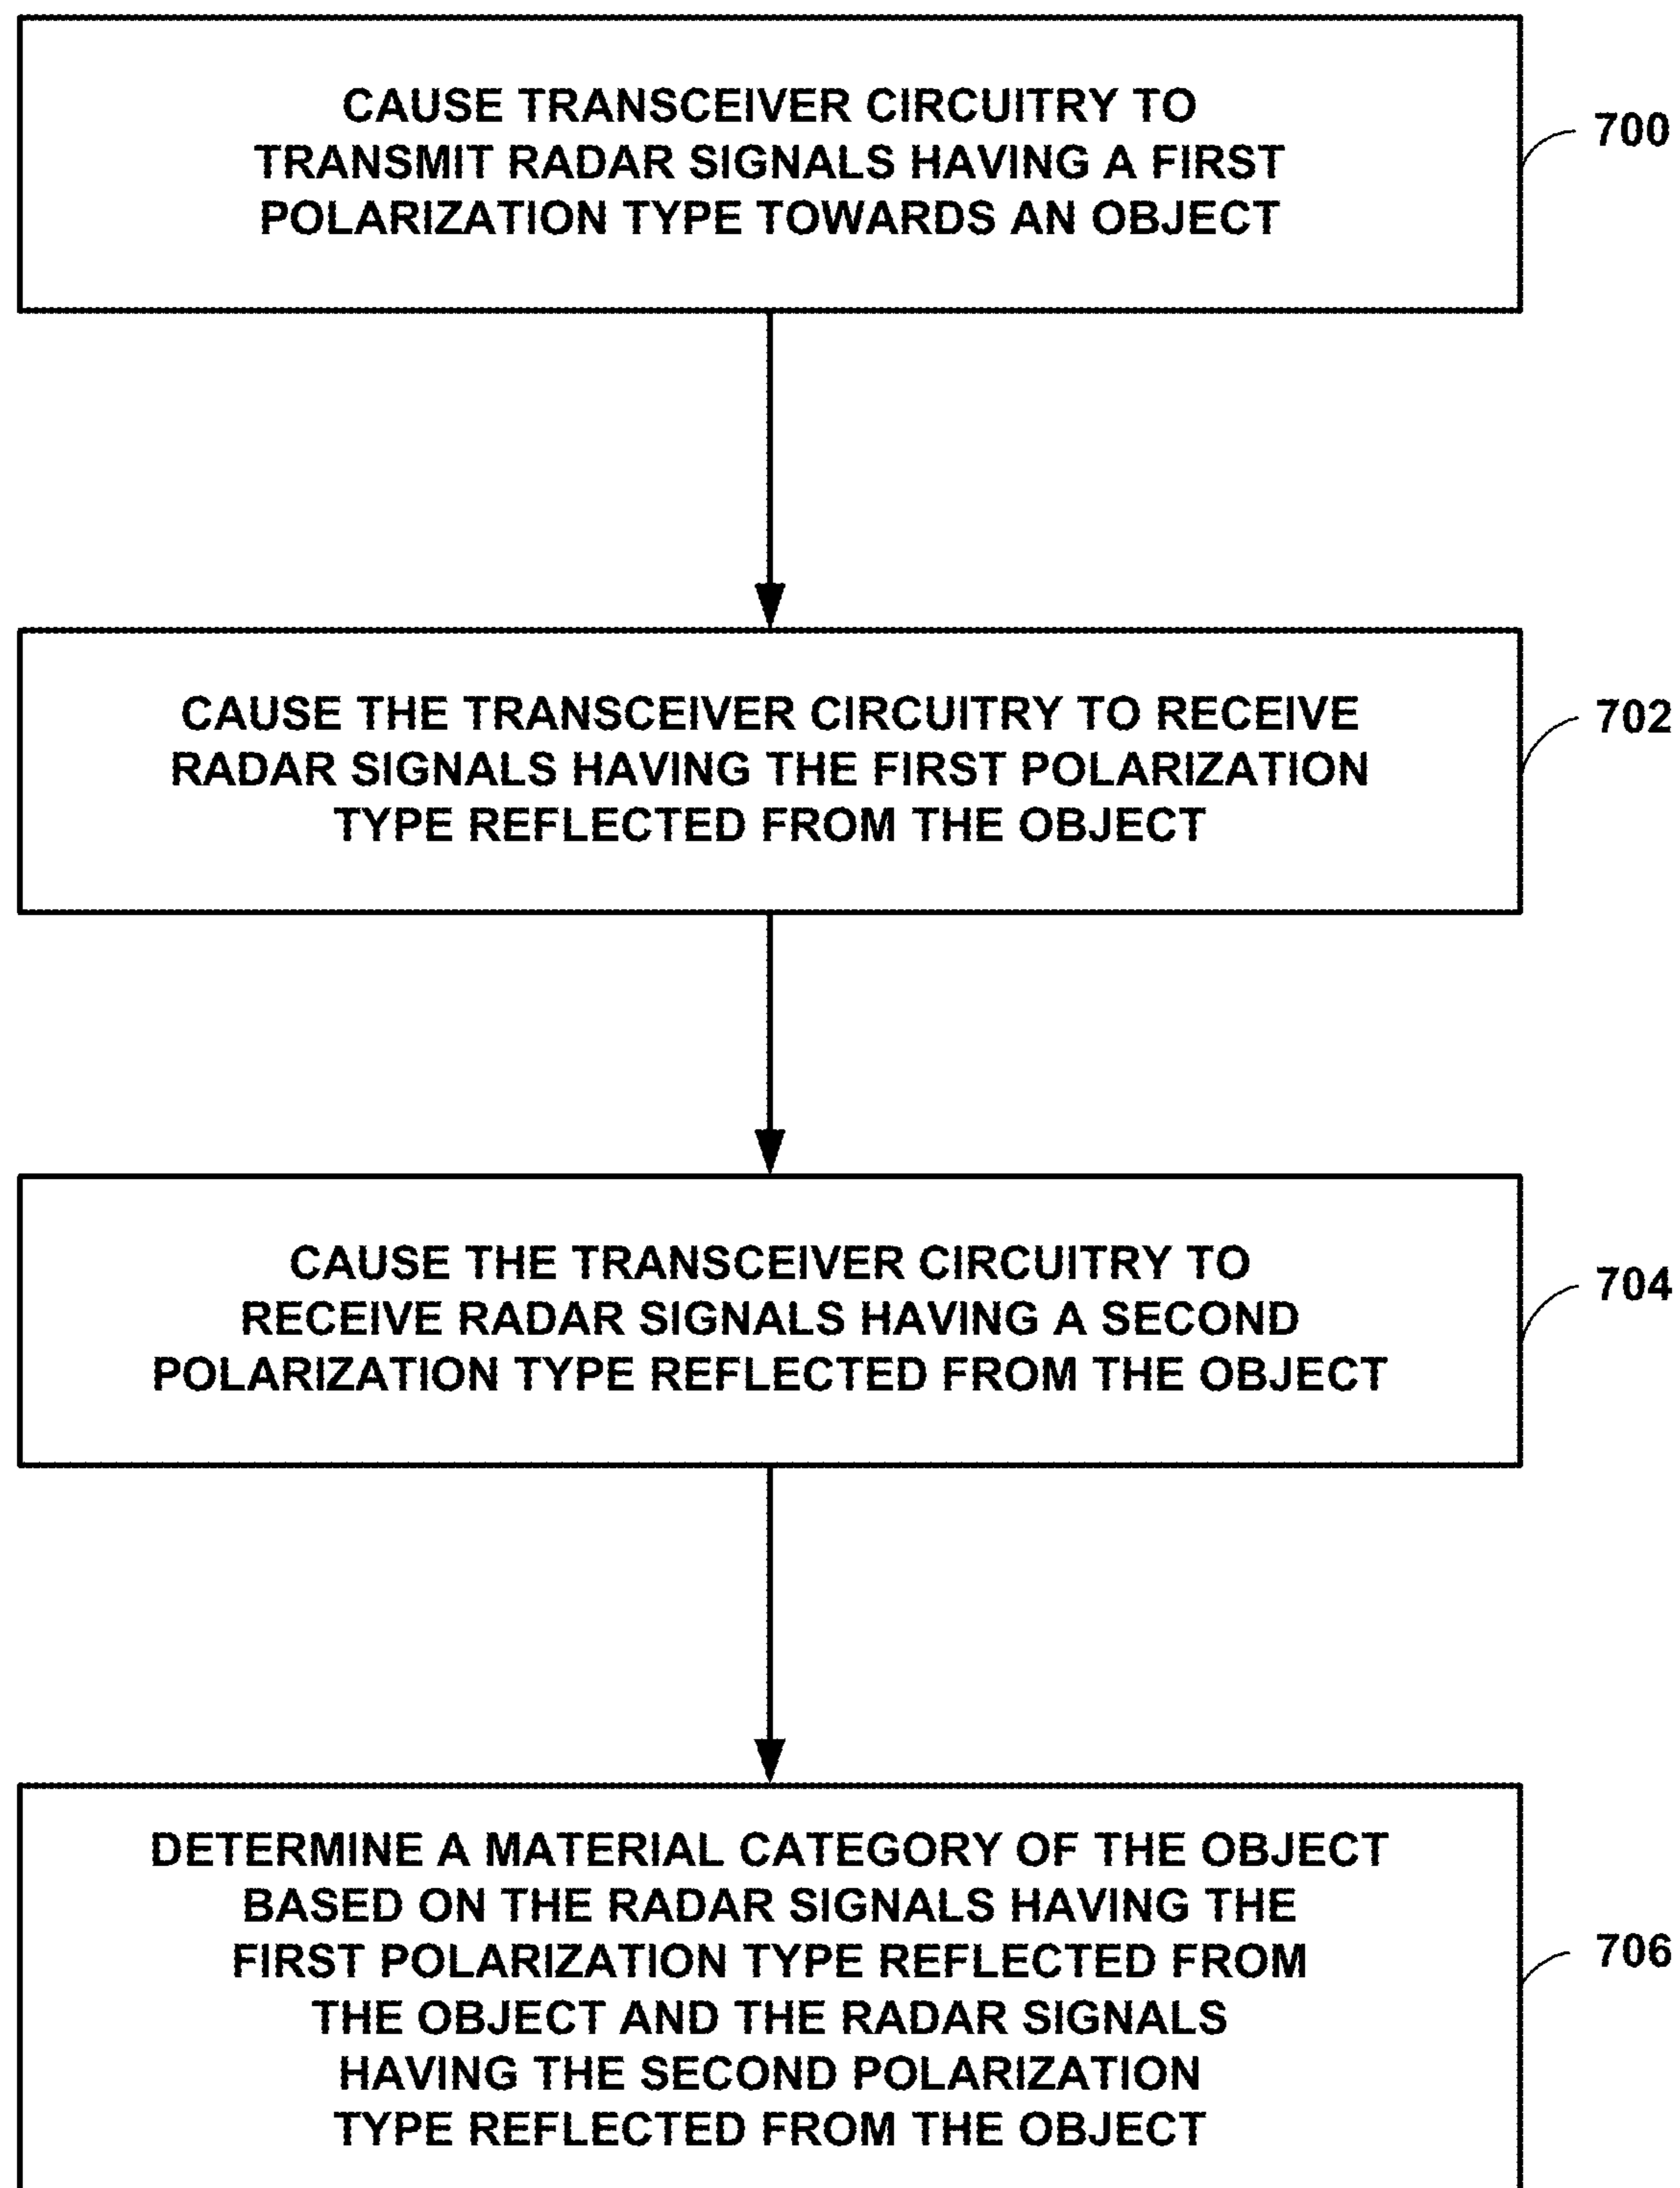 CAUSE TRANSCEIVER CIRCUITRY TO
TRANSMIT RADAR SIGNALS HAVING A FIRST
POLARIZATION TYPE TOWARDS AN OBJECT
700
CAUSE THE TRANSCEIVER CIRCUITRY TO RECEIVE
RADAR SIGNALS HAVING THE FIRST POLARIZATION
TYPE REFLECTED FROM THE OBJECT
702
CAUSE THE TRANSCEIVER CIRCUITRY TO
RECEIVE RADAR SIGNALS HAVING A SECOND
POLARIZATION TYPE REFLECTED FROM THE OBJECT
704
DETERMINE A MATERIAL CATEGORY OF THE OBJECT
BASED ON THE RADAR SIGNALS HAVING THE
FIRST POLARIZATION TYPE REFLECTED FROM
THE OBJECT AND THE RADAR SIGNALS
HAVING THE SECOND POLARIZATION
TYPE REFLECTED FROM THE OBJECT
706